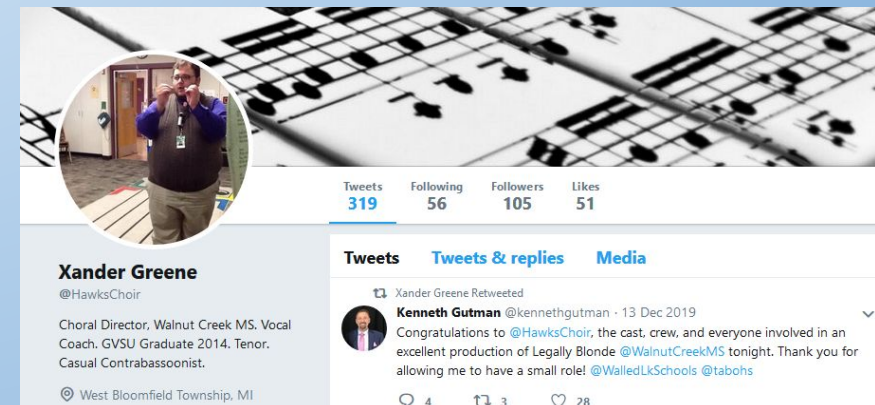 Tweets Following Followers Likes
319 56 105 51
Xander Greene
@HawksChoir
Choral Director, Walnut Creek MS. Vocal
Coach. GVSU Graduate 2014. Tenor.
Casual Contrabassoonist.
West Bloomfield Township, MI
Tweets Tweets & replies Media
Xander Greene Retweeted
Kenneth Gutman @kennethgutman · 13 Dec 2019
Congratulations to @HawksChoir, the cast, crew, and everyone involved in an
excellent production of Legally Blonde @WalnutCreekMS tonight. Thank you for
allowing me to have a small role! @WalledLkSchools @tabohs
4 3 28